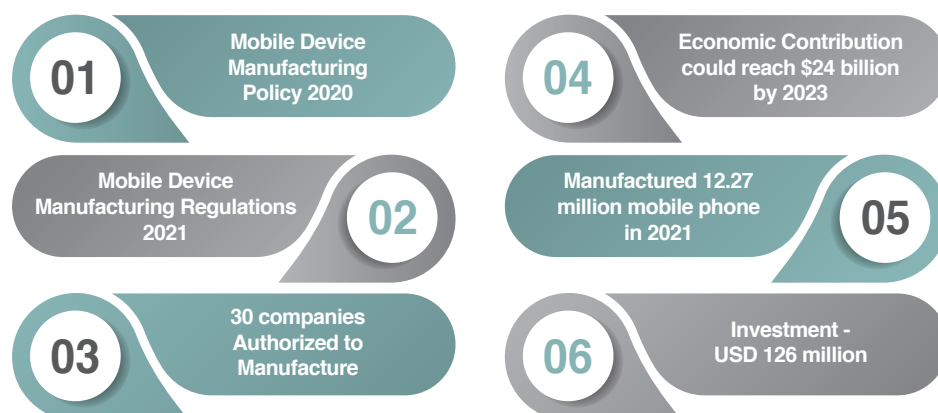 01
Mobile Device
Manufacturing
Policy 2020
Mobile Device
Manufacturing Regulations
2021
02
03
30 companies
Authorized to
Manufacture
04
Economic Contribution
could reach $24 billion
by 2023
Manufactured 12.27
million mobile phone
in 2021
05
06
Investment -
USD 126 million